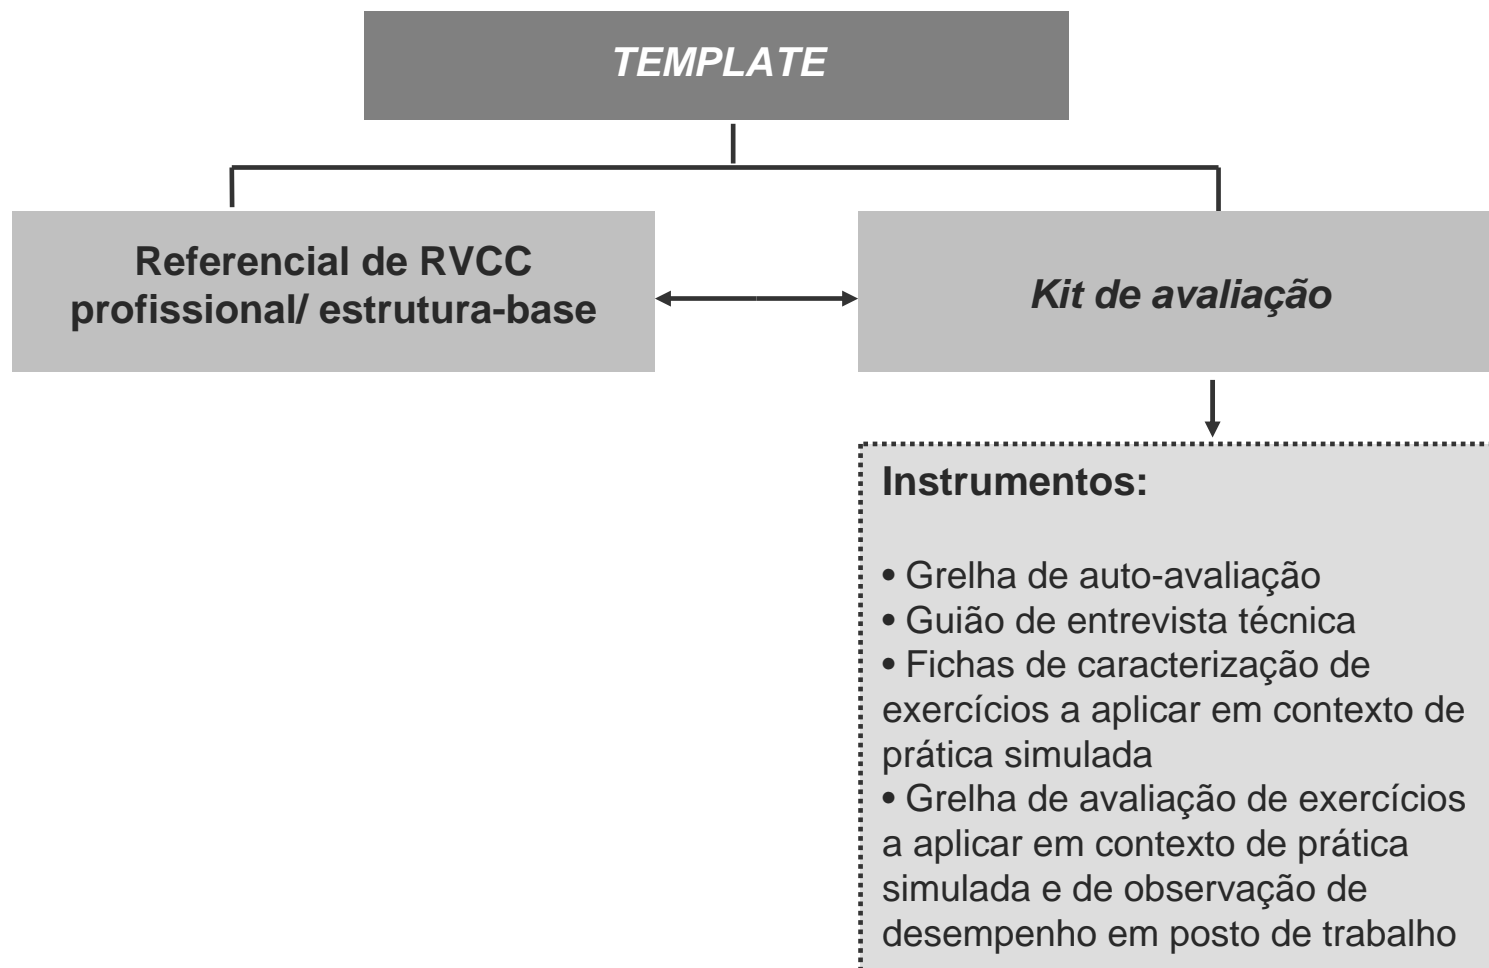 TEMPLATE
Referencial de RVCC
profissional/ estrutura-base
Kit de avaliação
Instrumentos:
• Grelha de auto-avaliação
• Guião de entrevista técnica
• Fichas de caracterização de
exercícios a aplicar em contexto de
prática simulada
• Grelha de avaliação de exercícios
a aplicar em contexto de prática
simulada e de observação de
desempenho em posto de trabalho